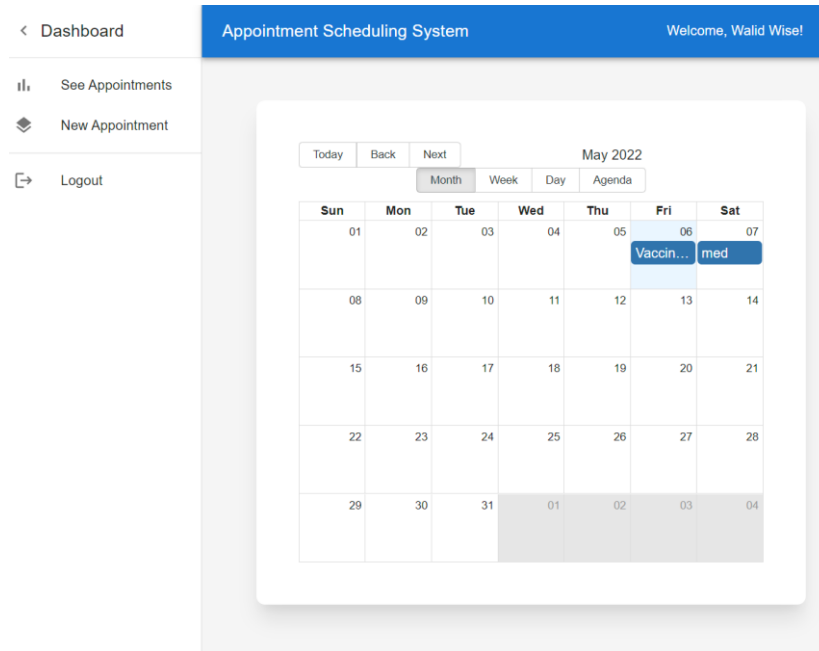 Dashboard
Appointment Scheduling System
Welcome, Walid Wise!
See Appointments
New Appointment
Logout
Today Back Next
May 2022
Month Week Day Agenda
Sun Mon Tue Wed Thu Fri Sat
01 02 03 04 05 06 07
Vaccin... med
08 09 10 11 12 13 14
15 16 17 18 19 20 21
22 23 24 25 26 27 28
29 30 31 01 02 03 04